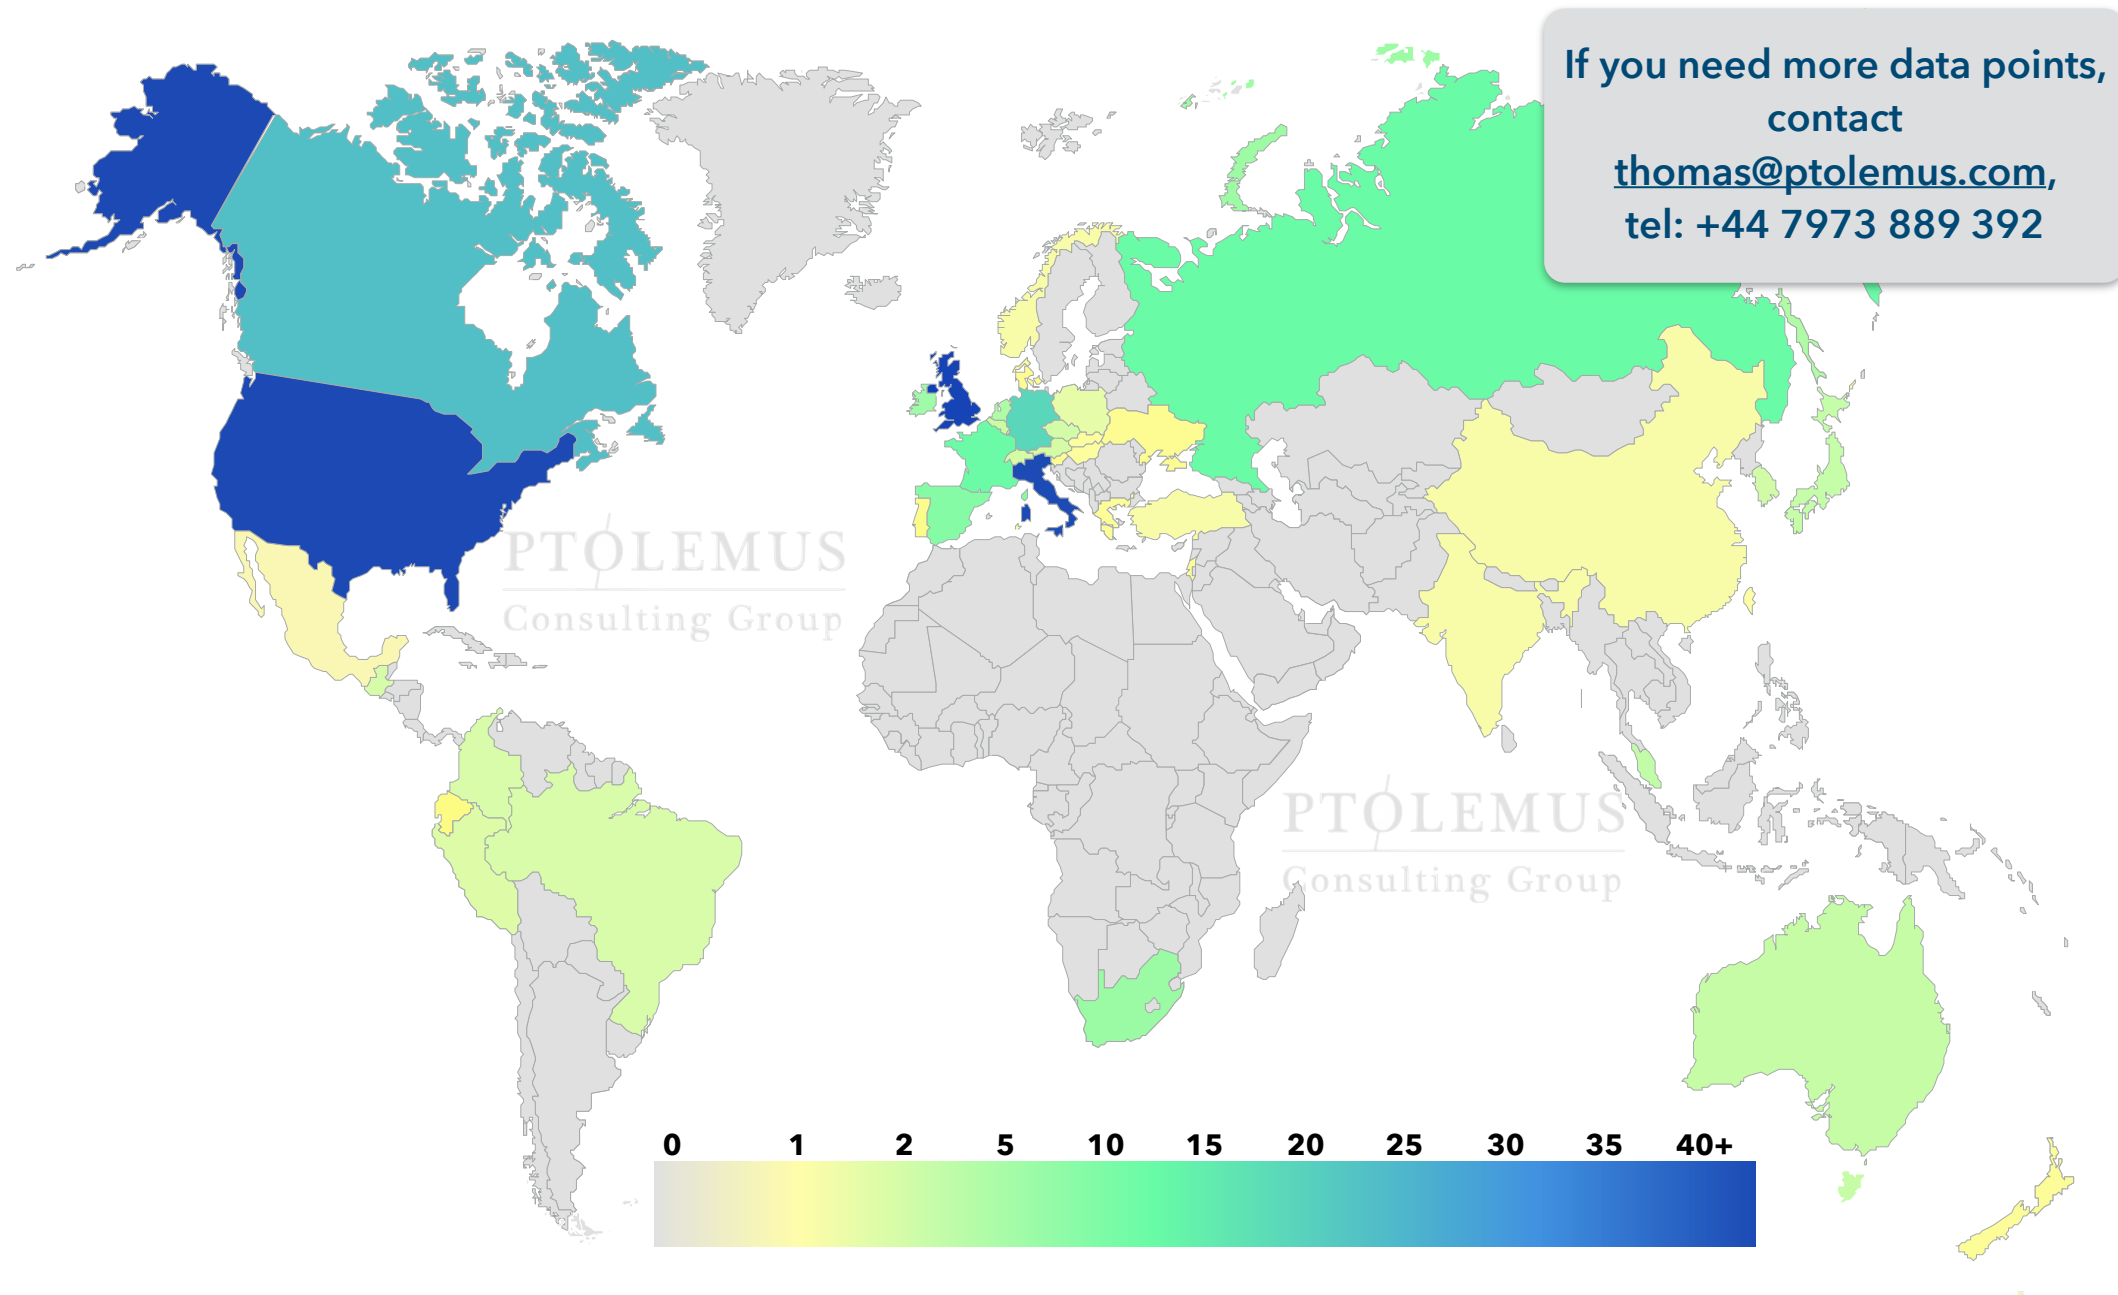 If you need more data points,
contact
thomas@ptolemus.com,
tel: +44 7973 889 392
PTOLEMUS
Consulting Group
PTOLEMUS
Consulting Group
0 1 2 5 10 15 20 25 30 35 40+